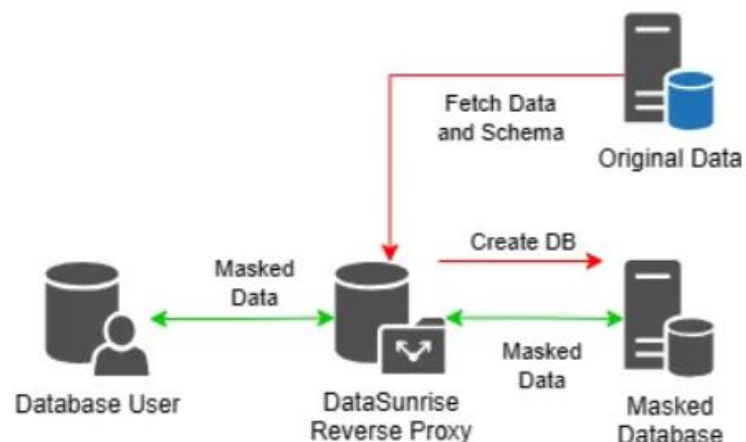 Fetch Data
and Schema
Original Data
Create DB
Masked
Data
Masked
Data
Database User
DataSunrise
Reverse Proxy
Masked
Database